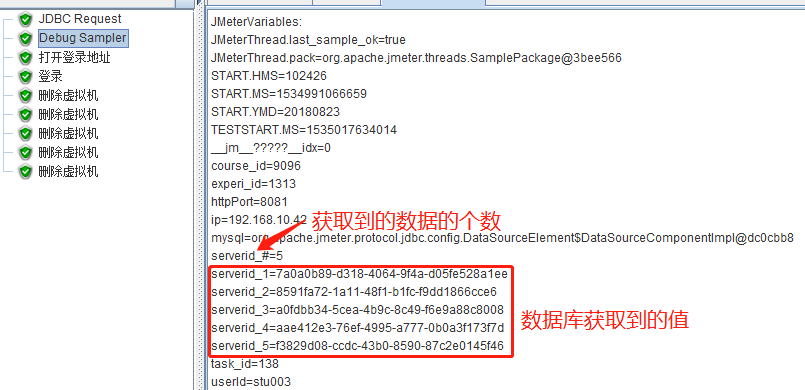 JDBC Request
Debug Sampler
打开登录地址
登录
删除虚拟机
删除虚拟机
删除虚拟机
删除虚拟机
删除虚拟机
JMeterVariables:
JMeterThread.last_sample_ok=true
JMeterThread.pack=org.apache.jmeter.threads.SamplePackage@3bee566
START.HMS=102426
START.MS=1534991066659
START.YMD=20180823
TESTSTART.MS=1535017634014
__jm__?????__idx=0
course_id=9096
experi_id=1313
httpPort=8081
ip=192.168.10.42
获取到的数据的个数
mysql=org.apache.jmeter.protocol.jdbc.config.DataSourceElement$DataSourceComponentImpl@dc0cbb8
serverid_#=5
serverid_1=7a0a0b89-d318-4064-9f4a-d05fe528a1ee
serverid_2=8591fa72-1a11-48f1-b1fc-f9dd1866cce6
serverid_3=a0fdbb34-5cea-4b9c-8c49-f6e9a88c8008
serverid_4=aae412e3-76ef-4995-a777-0b0a3f173f7d
serverid_5=f3829d08-ccdc-43b0-8590-87c2e0145f46
数据库获取到的值
task_id=138
userId=stu003